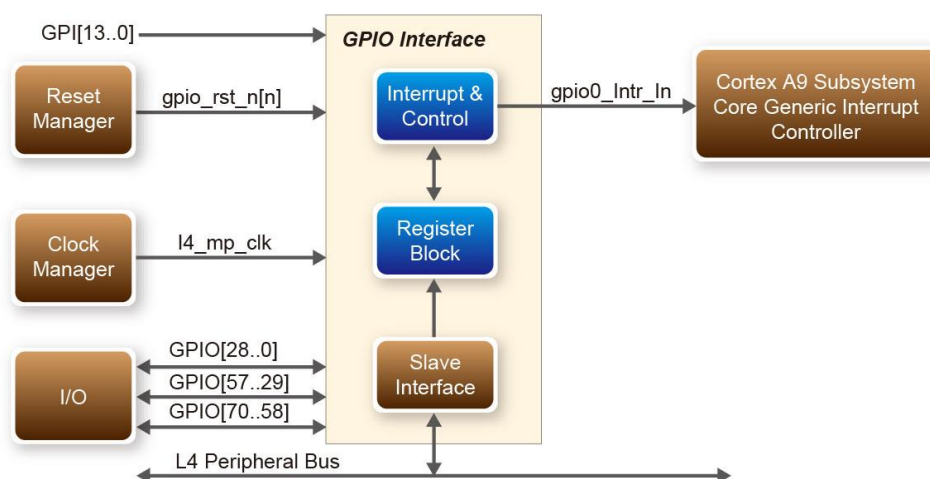 GPI[13..0]
GPIO Interface
Reset
Manager
gpio_rst_n[n]
Interrupt &
Control
gpio0_Intr_In
Cortex A9 Subsystem
Core Generic Interrupt
Controller
Clock
Manager
l4_mp_clk
Register
Block
I/O
GPIO[28..0]
GPIO[57..29]
GPIO[70..58]
Slave
Interface
L4 Peripheral Bus